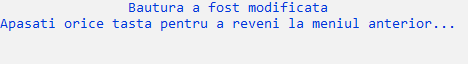 Bautura a fost modificata
Apasati orice tasta pentru a reveni la meniul anterior...